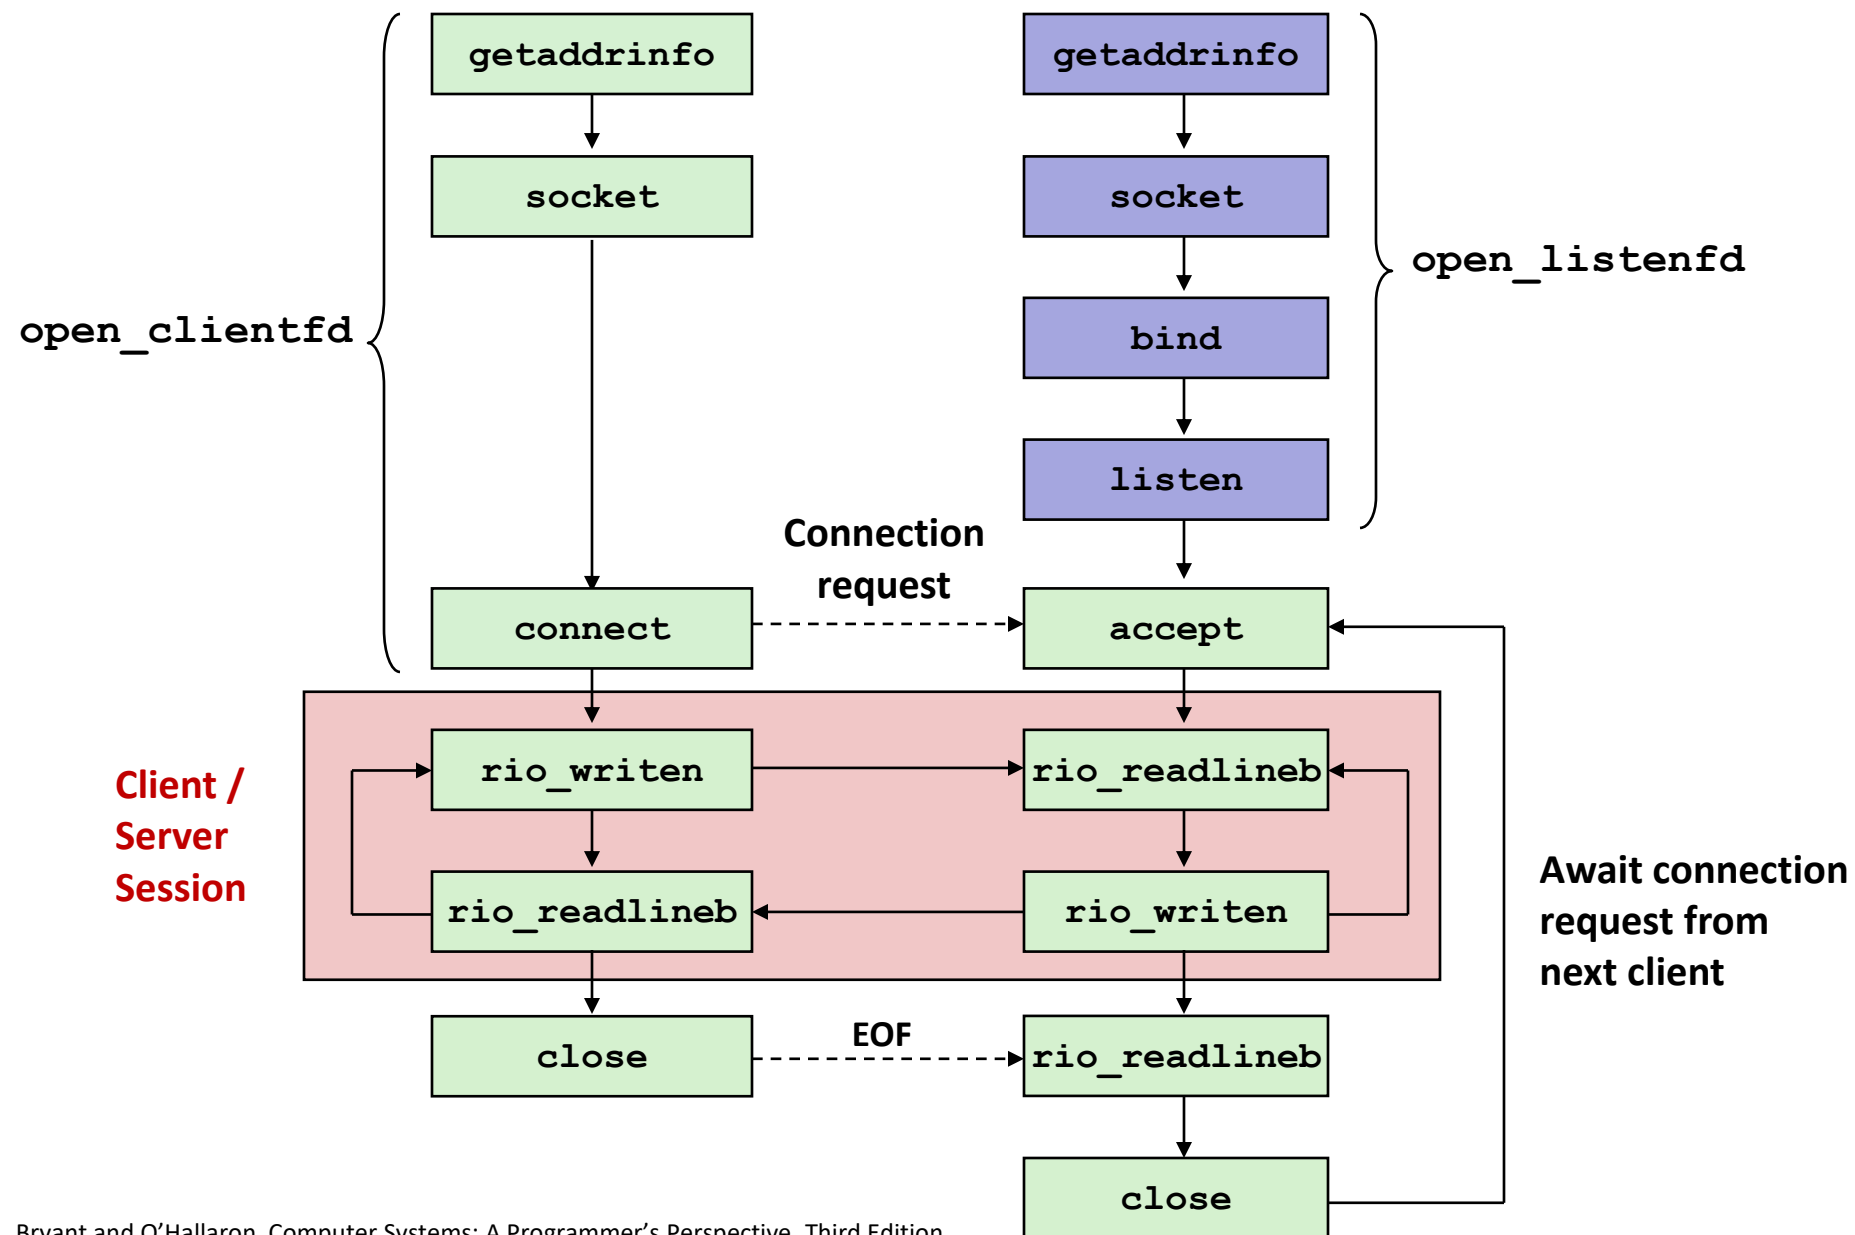 getaddrinfo
getaddrinfo
socket
socket
open_listenfd
open_clientfd
bind
listen
Connection
request
connect
accept
Client /
Server
Session
rio_writen
rio_readlineb
rio_readlineb
rio_writen
Await connection
request from
next client
close
EOF
rio_readlineb
close
Bryant and O'Hallaron, Computer Systems: A Programmer's Perspective, Third Edition